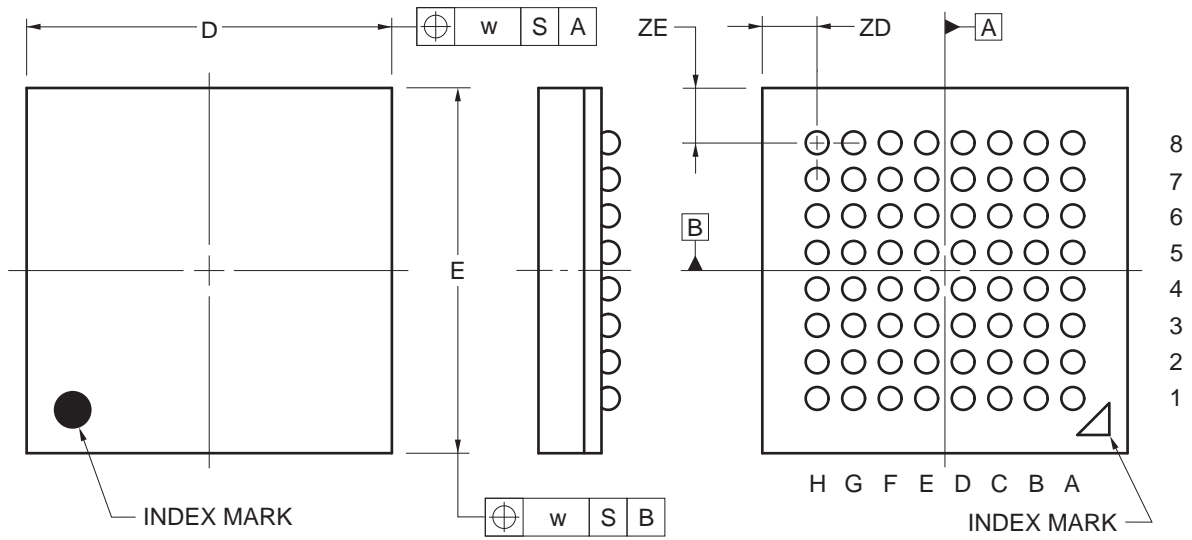 D
⌖ w S A
ZE
ZD
A
8
7
6
B
5
E
4
3
2
1
H G F E D C B A
⌖ w S B
INDEX MARK
INDEX MARK